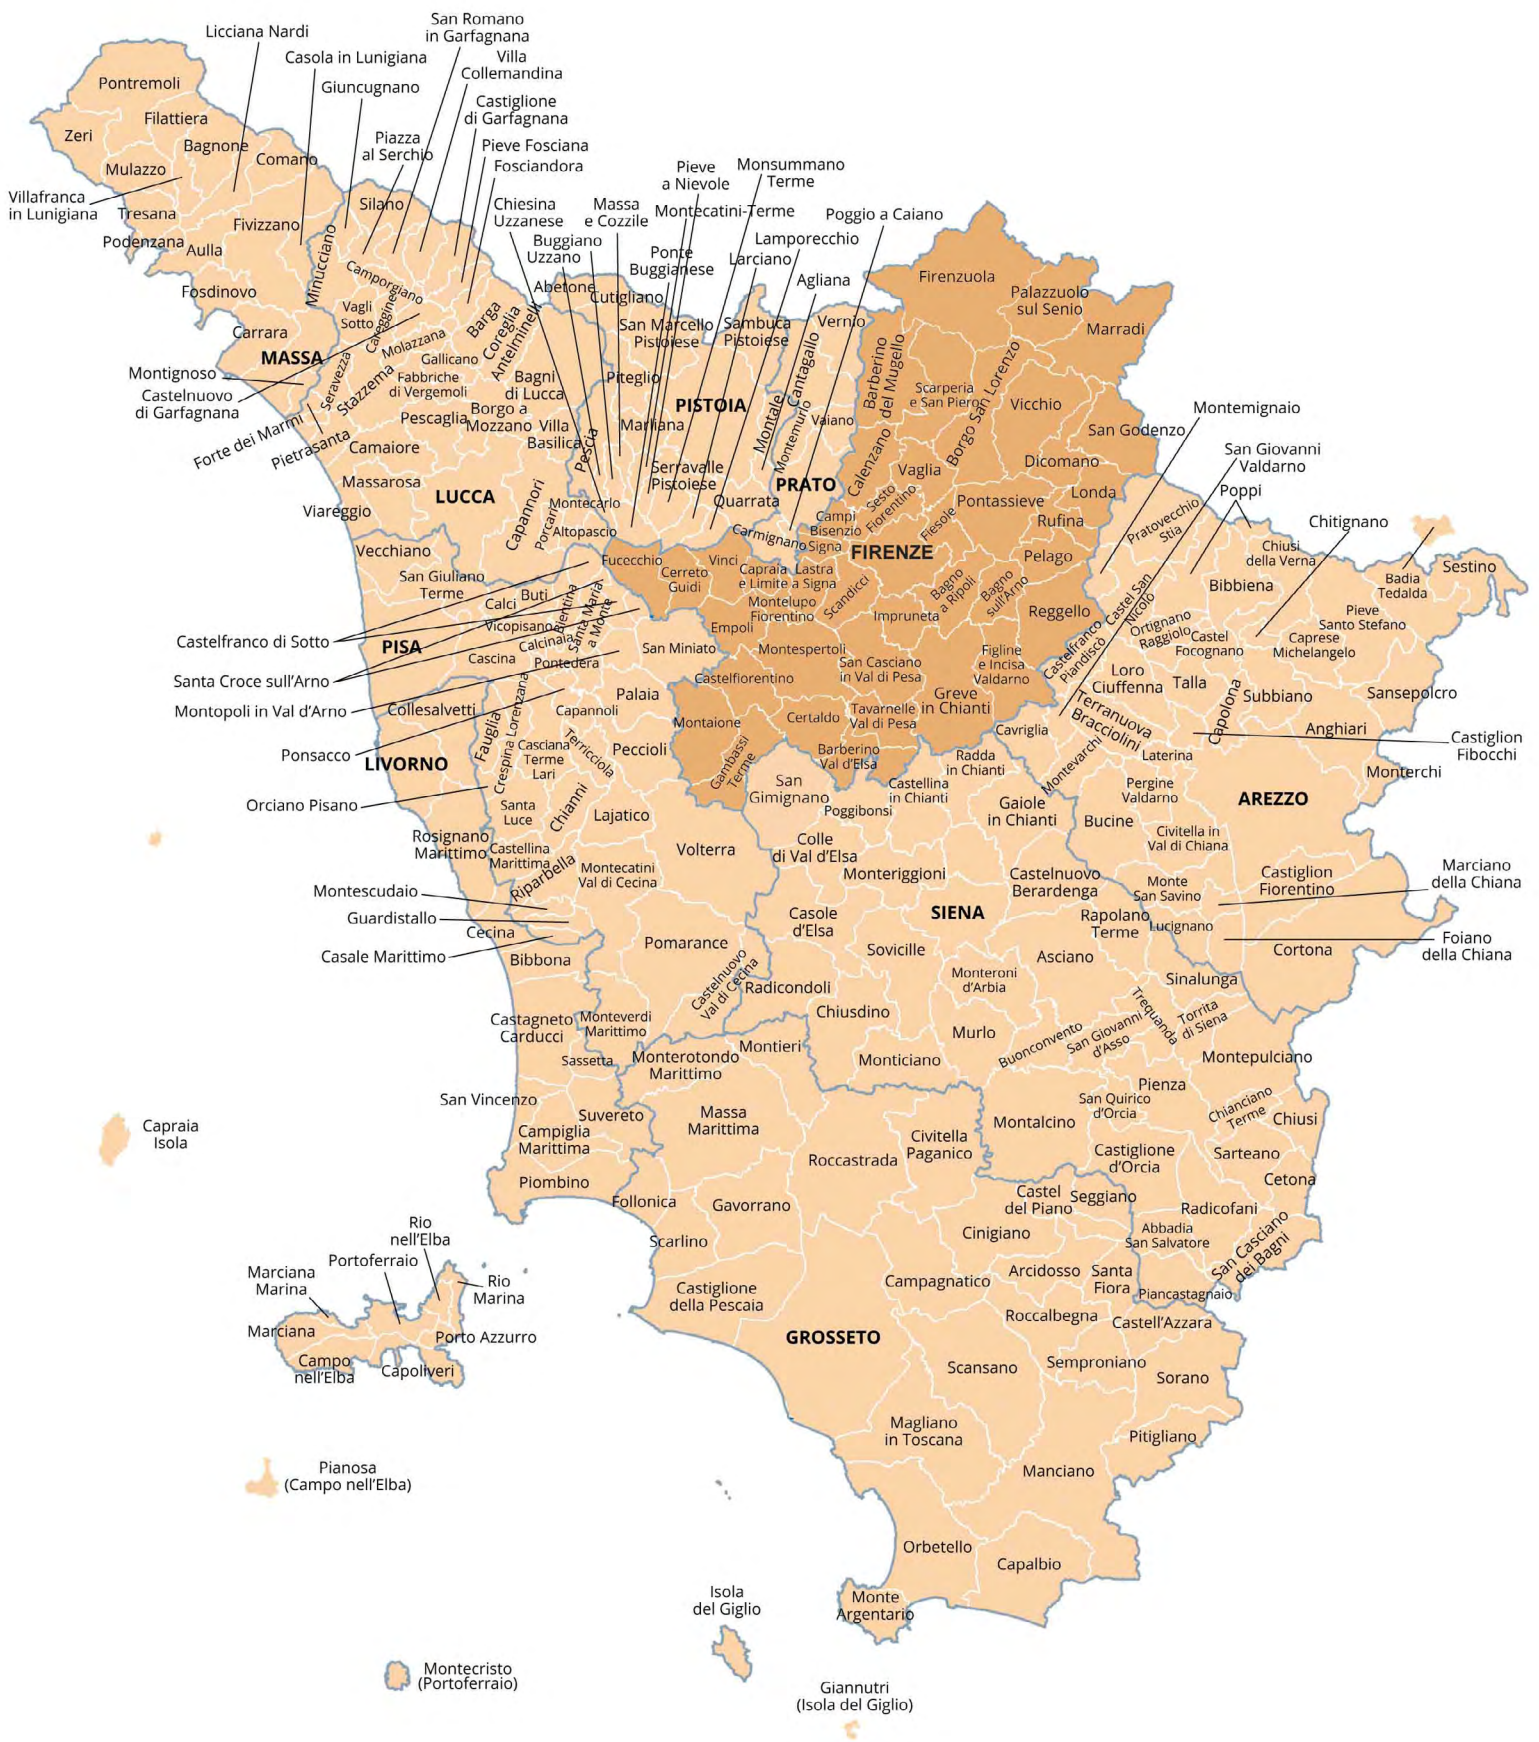 San Romano
in Garfagnana
Licciana Nardi
Casola in Lunigiana
Villa
Collemandina
Giuncugnano
Pontremoli
Castiglione
di Garfagnana
Filattiera
Zeri
Bagnone
Piazza
al Serchio
Pieve Fosciana
Comano
Mulazzo
Fosciandora
Pieve
a Nievole
Monsummano
Terme
Villafranca
in Lunigiana
Silano
Chiesina
Uzzanese
Massa
e Cozzile
Montecatini-Terme
Poggio a Caiano
Tresana
Fivizzano
Podenzana
Aulla
Minucciano
Buggiano
Uzzano
Ponte
Buggianese
Lamporecchio
Larciano
Agliana
Camporgiano
Fosdinovo
Abetone
Cutigliano
Firenzuola
Palazzuolo
sul Senio
Marradi
Vagli
Sotto
Careggine
Barga
Coreglia
Antelminelli
San Marcello
Pistoiese
Sambuca
Pistoiese
Vernio
Carrara
MASSA
Molazzana
Gallicano
Cantagallo
Barberino
del Mugello
Montignoso
Seravezza
Stazzema
Fabbriche
di Vergemoli
Bagni
di Lucca
Piteglio
Scarperia
e San Piero
Borgo San Lorenzo
Castelnuovo
di Garfagnana
PISTOIA
Vicchio
Montemignaio
Forte dei Marmi
Pescaglia
Borgo a
Mozzano
Villa
Basilica
Marliana
Montale
Montemurlo
Vaiano
San Godenzo
Pietrasanta
Camaiore
Pescia
Calenzano
San Giovanni
Valdarno
Massarosa
Serravalle
Pistoiese
PRATO
Vaglia
Dicomano
Poppi
LUCCA
Quarrata
Sesto
Fiorentino
Pontassieve
Londa
Viareggio
Capannori
Porcari
Montecarlo
Altopascio
Carmignano
Campi
Bisenzio
Signa
Fiesole
Rufina
Pratovecchio
Stia
Chitignano
Vecchiano
FIRENZE
Pelago
Chiusi
della Verna
Fucecchio
Vinci
Cerreto
Guidi
Capraia
e Limite
Lastra
a Signa
Scandicci
Bagno
a Ripoli
Bagno
sull'Arno
Bibbiena
Badia
Tedalda
Sestino
San Giuliano
Terme
Calci
Buti
Bientina
Santa Maria
a Monte
Montelupo
Fiorentino
Impruneta
Reggello
Castel San
Nicolo
Pieve
Santo Stefano
Vicopisano
Calcinaia
Empoli
Ortignano
Raggiolo
Castel
Focognano
Caprese
Michelangelo
Castelfranco di Sotto
PISA
Cascina
Pontedera
San Miniato
Montespertoli
San Casciano
in Val di Pesa
Figline
e Incisa
Valdarno
Castelfranco
Piandiscò
Loro
Ciuffenna
Santa Croce sull'Arno
Castelfiorentino
Talla
Capolona
Subbiano
Sansepolcro
Montopoli in Val d'Arno
Collesalvetti
Fauglia
Crespina Lorenzana
Palaia
Capannoli
Montaione
Certaldo
Tavarnelle
Val di Pesa
Greve
in Chianti
Terranuova
Bracciolini
Anghiari
Ponsacco
Casciana
Terme
Lari
Terricciola
Peccioli
Gambassi
Terme
Barberino
Val d'Elsa
Cavriglia
Castiglion
Fibocchi
LIVORNO
Radda
in Chianti
Montevarchi
Laterina
Monterchi
Orciano Pisano
Santa
Luce
Chianni
Lajatico
San
Gimignano
Castellina
in Chianti
Poggibonsi
Gaiole
in Chianti
Pergine
Valdarno
AREZZO
Bucine
Rosignano
Marittimo
Castellina
Marittima
Volterra
Colle
di Val d'Elsa
Civitella in
Val di Chiana
Riparbella
Montecatini
Val di Cecina
Monteriggioni
Castelnuovo
Berardenga
Monte
San Savino
Castiglion
Fiorentino
Marciano
della Chiana
Montescudaio
Guardistallo
Casole
d'Elsa
SIENA
Rapolano
Terme
Lucignano
Cecina
Casale Marittimo
Bibbona
Pomarance
Sovicille
Asciano
Cortona
Foiano
della Chiana
Castelnuovo
Val di Cecina
Radicondoli
Monteroni
d'Arbia
Sinalunga
Castagneto
Carducci
Monteverdi
Marittimo
Chiusdino
Murlo
Trequanda
Torrita
di Siena
Buonconvento
San Giovanni
d'Asso
Sassetta
Monterotondo
Marittimo
Montieri
Monticiano
Montepulciano
San Vincenzo
Suvereto
Massa
Marittima
Pienza
San Quirico
d'Orcia
Montalcino
Chianciano
Terme
Chiusi
Capraia
Isola
Campiglia
Marittima
Civitella
Paganico
Roccastrada
Castiglione
d'Orcia
Sarteano
Piombino
Cetona
Follonica
Gavorrano
Castel
del Piano
Seggiano
Radicofani
Rio
nell'Elba
Scarlino
Cinigiano
Abbadia
San Salvatore
San Casciano
dei Bagni
Portoferraio
Marciana
Marina
Rio
Marina
Castiglione
della Pescaia
Campagnatico
Arcidosso
Santa
Fiora
Piancastagnaio
Marciana
Porto Azzurro
GROSSETO
Roccalbegna
Castell'Azzara
Campo
nell'Elba
Capoliveri
Scansano
Semproniano
Sorano
Magliano
in Toscana
Pitigliano
Pianosa
(Campo nell'Elba)
Manciano
Orbetello
Capalbio
Isola
del Giglio
Monte
Argentario
Montecristo
(Portoferraio)
Giannutri
(Isola del Giglio)